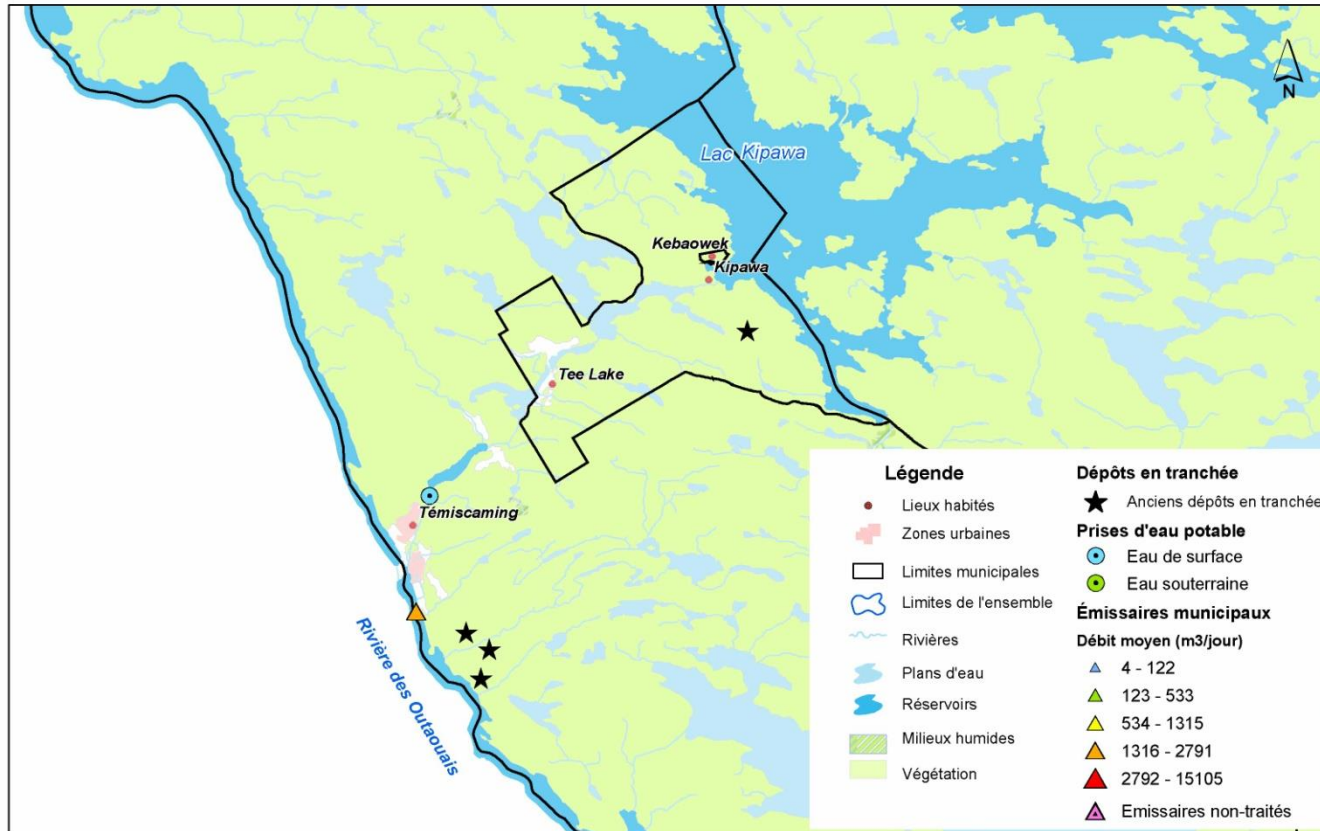 N
Lac Kipawa
Kebaowek
Kipawa
Tee Lake
Témiscaming
Rivière des Outaouais
Légende
Lieux habités
Zones urbaines
Limites municipales
Limites de l'ensemble
Rivières
Plans d'eau
Réservoirs
Milieux humides
Végétation
Dépôts en tranchée
Anciens dépôts en tranchée
Prises d'eau potable
Eau de surface
Eau souterraine
Émissaires municipaux
Débit moyen (m3/jour)
4 - 122
123 - 533
534 - 1315
1316 - 2791
2792 - 15105
Emissaires non-traités